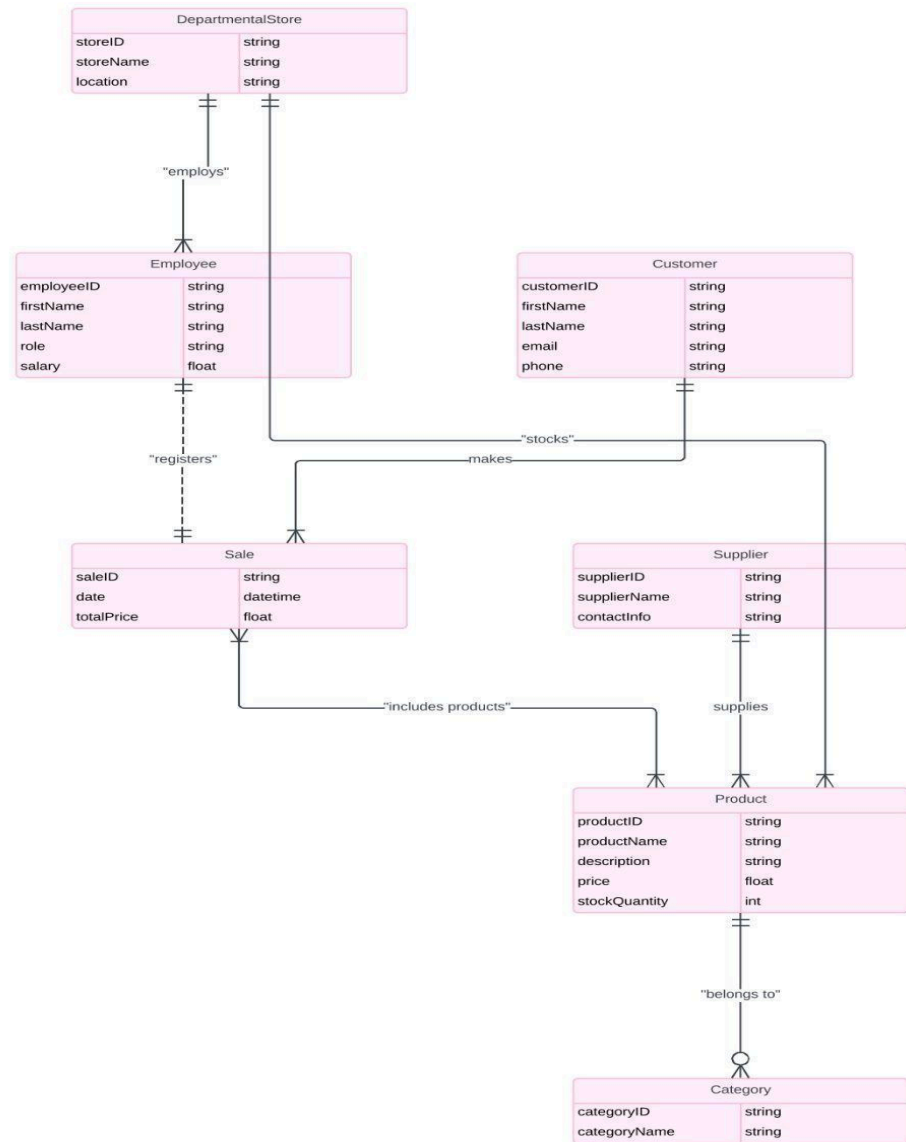 DepartmentalStore
storeID string
storeName string
location string
"employs"
Employee
employeeID string
firstName string
lastName string
role string
salary float
Customer
customerID string
firstName string
lastName string
email string
phone string
"stocks"
"registers"
makes
Sale
saleID string
date datetime
totalPrice float
Supplier
supplierID string
supplierName string
contactInfo string
"includes products"
supplies
Product
productID string
productName string
description string
price float
stockQuantity int
"belongs to"
Category
categoryID string
categoryName string